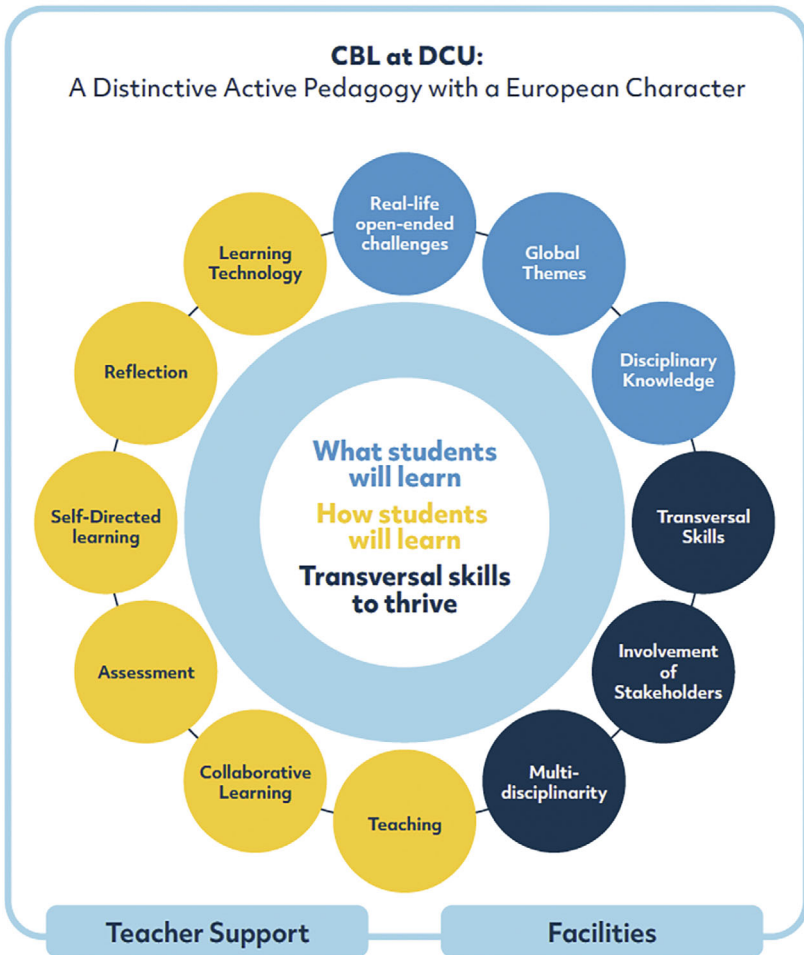 CBL at DCU:
A Distinctive Active Pedagogy with a European Character
Real-life
open-ended
challenges
Global
Themes
Disciplinary
Knowledge
Transversal
Skills
Involvement
of
Stakeholders
Multi-
disciplinarity
Teaching
Collaborative
Learning
Assessment
Self-Directed
learning
Reflection
Learning
Technology
What students
will learn
How students
will learn
Transversal skills
to thrive
Teacher Support
Facilities